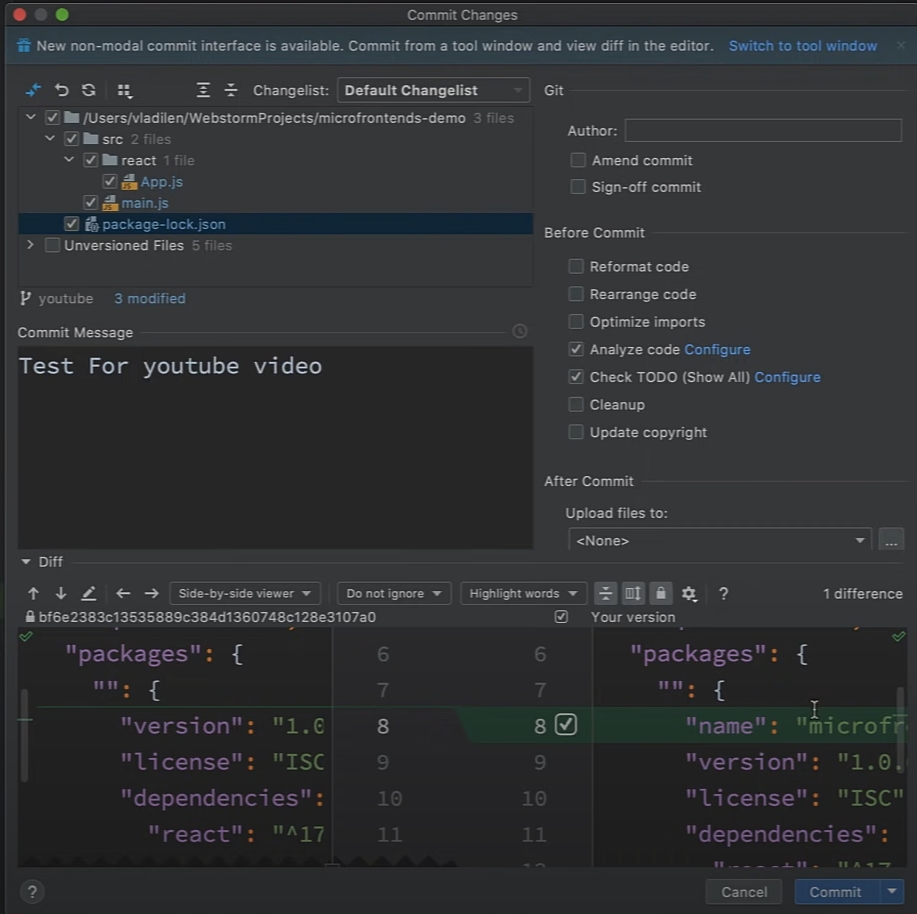 Commit Changes
New non-modal commit interface is available. Commit from a tool window and view diff in the editor. Switch to tool window
Changelist: Default Changelist
/Users/vladilen/WebstormProjects/microfrontends-demo 3 files
src 2 files
react 1 file
App.js
main.js
package-lock.json
Unversioned Files 5 files
youtube 3 modified
Commit Message
Test For youtube video
Git
Author:
Amend commit
Sign-off commit
Before Commit
Reformat code
Rearrange code
Optimize imports
Analyze code Configure
Check TODO (Show All) Configure
Cleanup
Update copyright
After Commit
Upload files to:
<None>
...
Diff
Side-by-side viewer Do not ignore Highlight words ? 1 difference
bf6e2383c13535889c384d1360748c128e3107a0 Your version
"packages": { 6 6 "packages": {
"": { 7 7 "": {
"version": "1.0 8 8 "name": "microfr
"license": "ISC 9 9 "version": "1.0.
"dependencies": 10 10 "license": "ISC"
"react": "^17 11 11 "dependencies":
? Cancel Commit